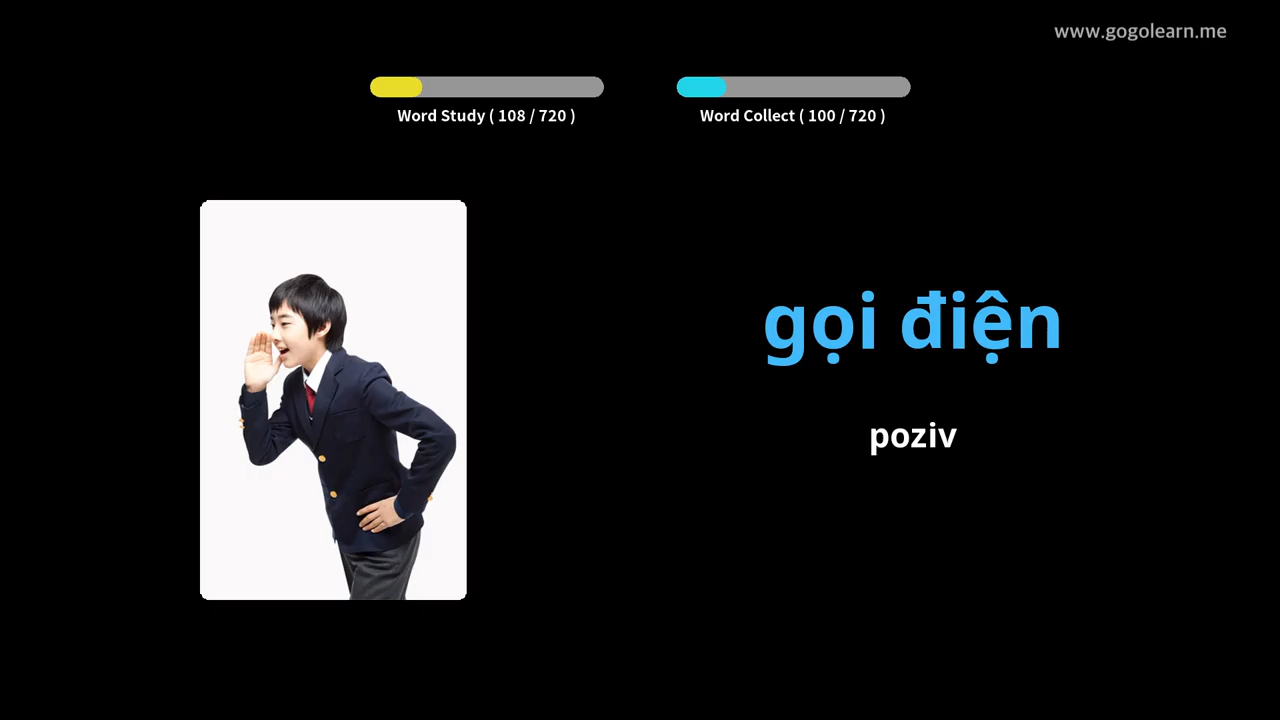 www.gogolearn.me
Word Study ( 108 / 720 )
Word Collect ( 100 / 720 )
gọi điện
poziv